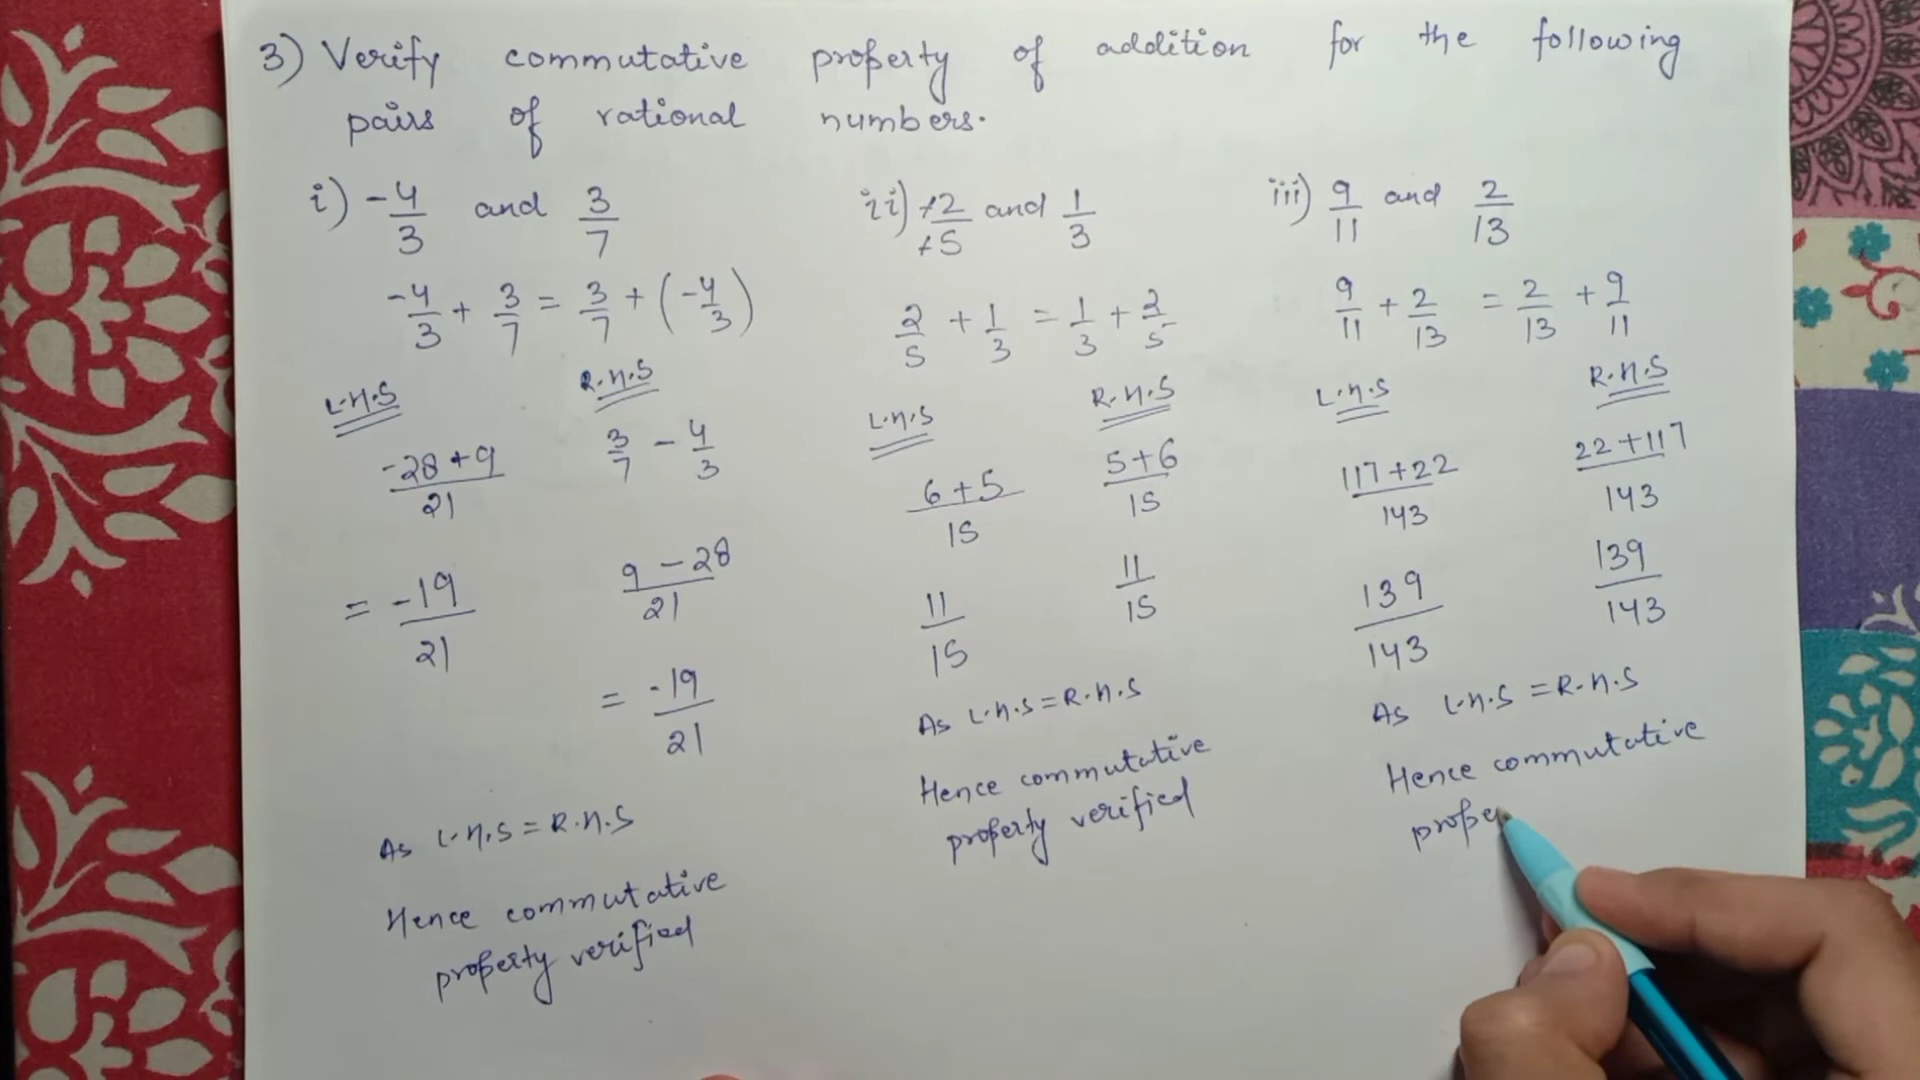 3) Verify commutative property of addition for the following
pairs of rational numbers.
i) -4/3 and 3/7
-4/3 + 3/7 = 3/7 + (-4/3)
L.H.S
R.H.S
-28+9/21
3/7 - 4/3
= -19/21
9-28/21
= -19/21
As L.H.S = R.H.S
Hence commutative
property verified
ii) -2/-5 and 1/3
2/5 + 1/3 = 1/3 + 2/5
L.H.S
R.H.S
6+5/15
5+6/15
11/15
11/15
As L.H.S = R.H.S
Hence commutative
property verified
iii) 9/11 and 2/13
9/11 + 2/13 = 2/13 + 9/11
L.H.S
R.H.S
117+22/143
22+117/143
139/143
139/143
As L.H.S = R.H.S
Hence commutative
prope